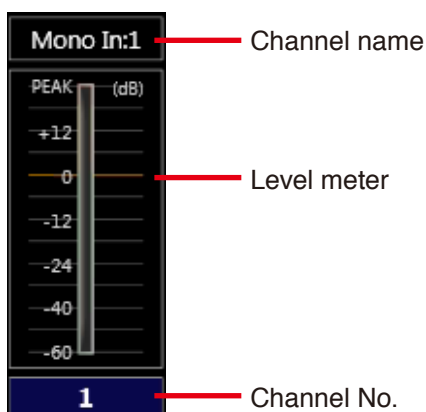 Mono In:1 Channel name
PEAK (dB)
+12
0 Level meter
-12
-24
-40
-60
1 Channel No.